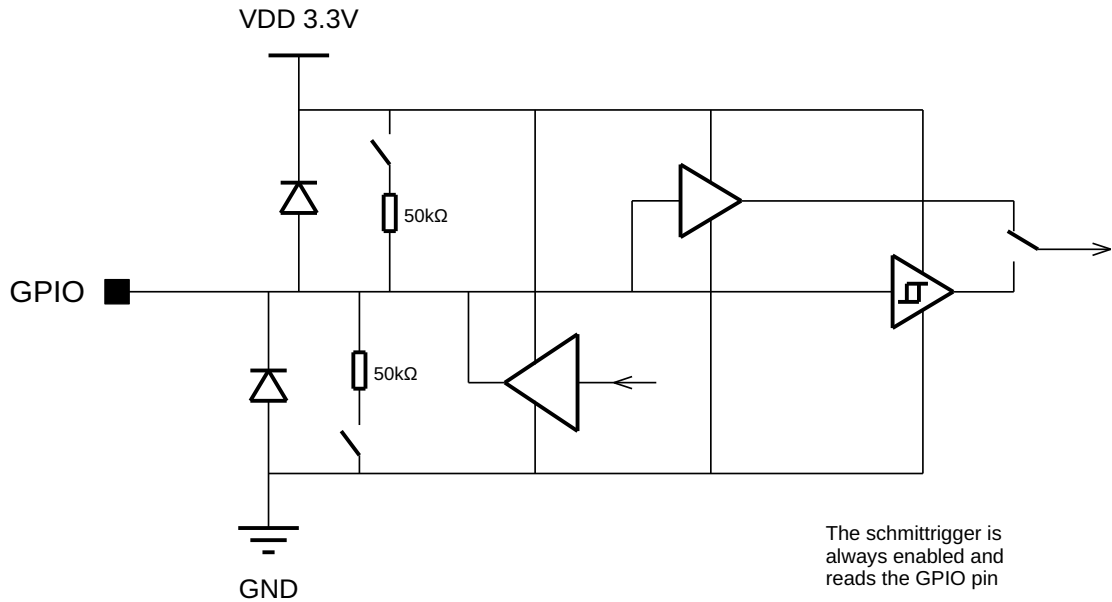 VDD 3.3V
50kΩ
GPIO
50kΩ
The schmittrigger is
always enabled and
reads the GPIO pin
GND